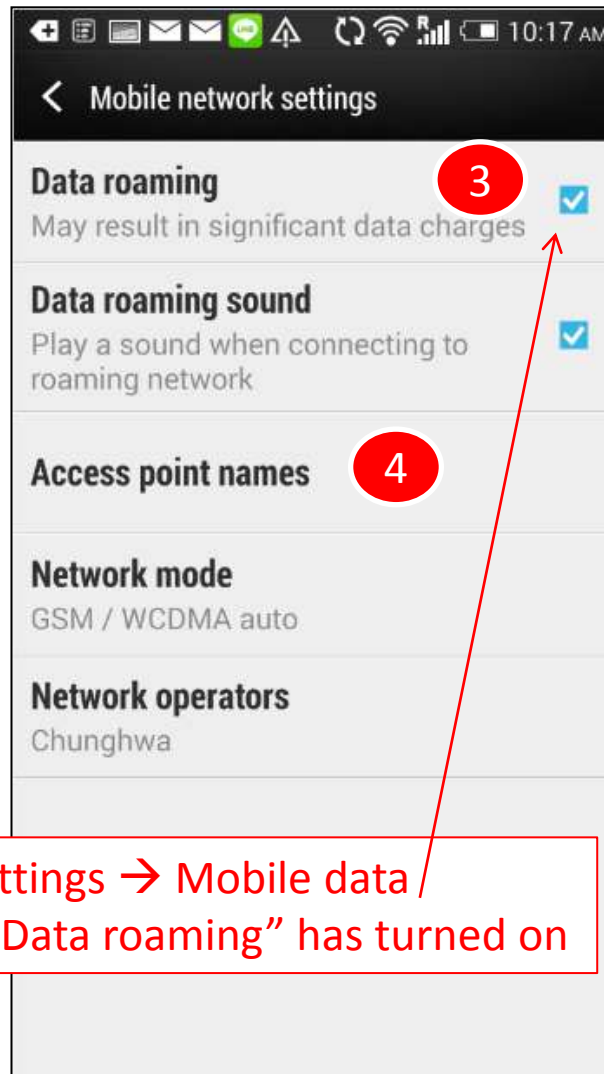 LINE R 10:17 AM
Mobile network settings
Data roaming 3
May result in significant data charges
Data roaming sound
Play a sound when connecting to
roaming network
Access point names 4
Network mode
GSM / WCDMA auto
Network operators
Chunghwa
ttings → Mobile data
Data roaming” has turned on